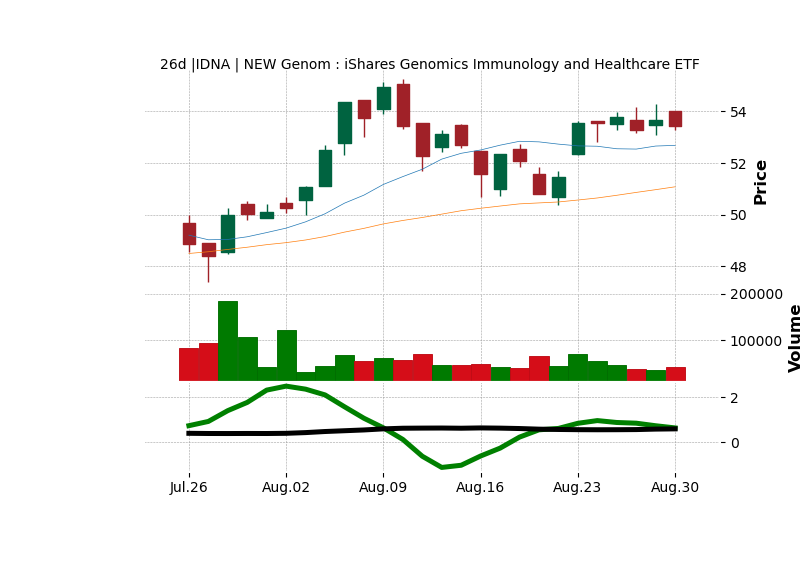 26d |IDNA | NEW Genom : iShares Genomics Immunology and Healthcare ETF
54
52
50
48
Price
200000
100000
Volume
2
0
Jul.26 Aug.02 Aug.09 Aug.16 Aug.23 Aug.30